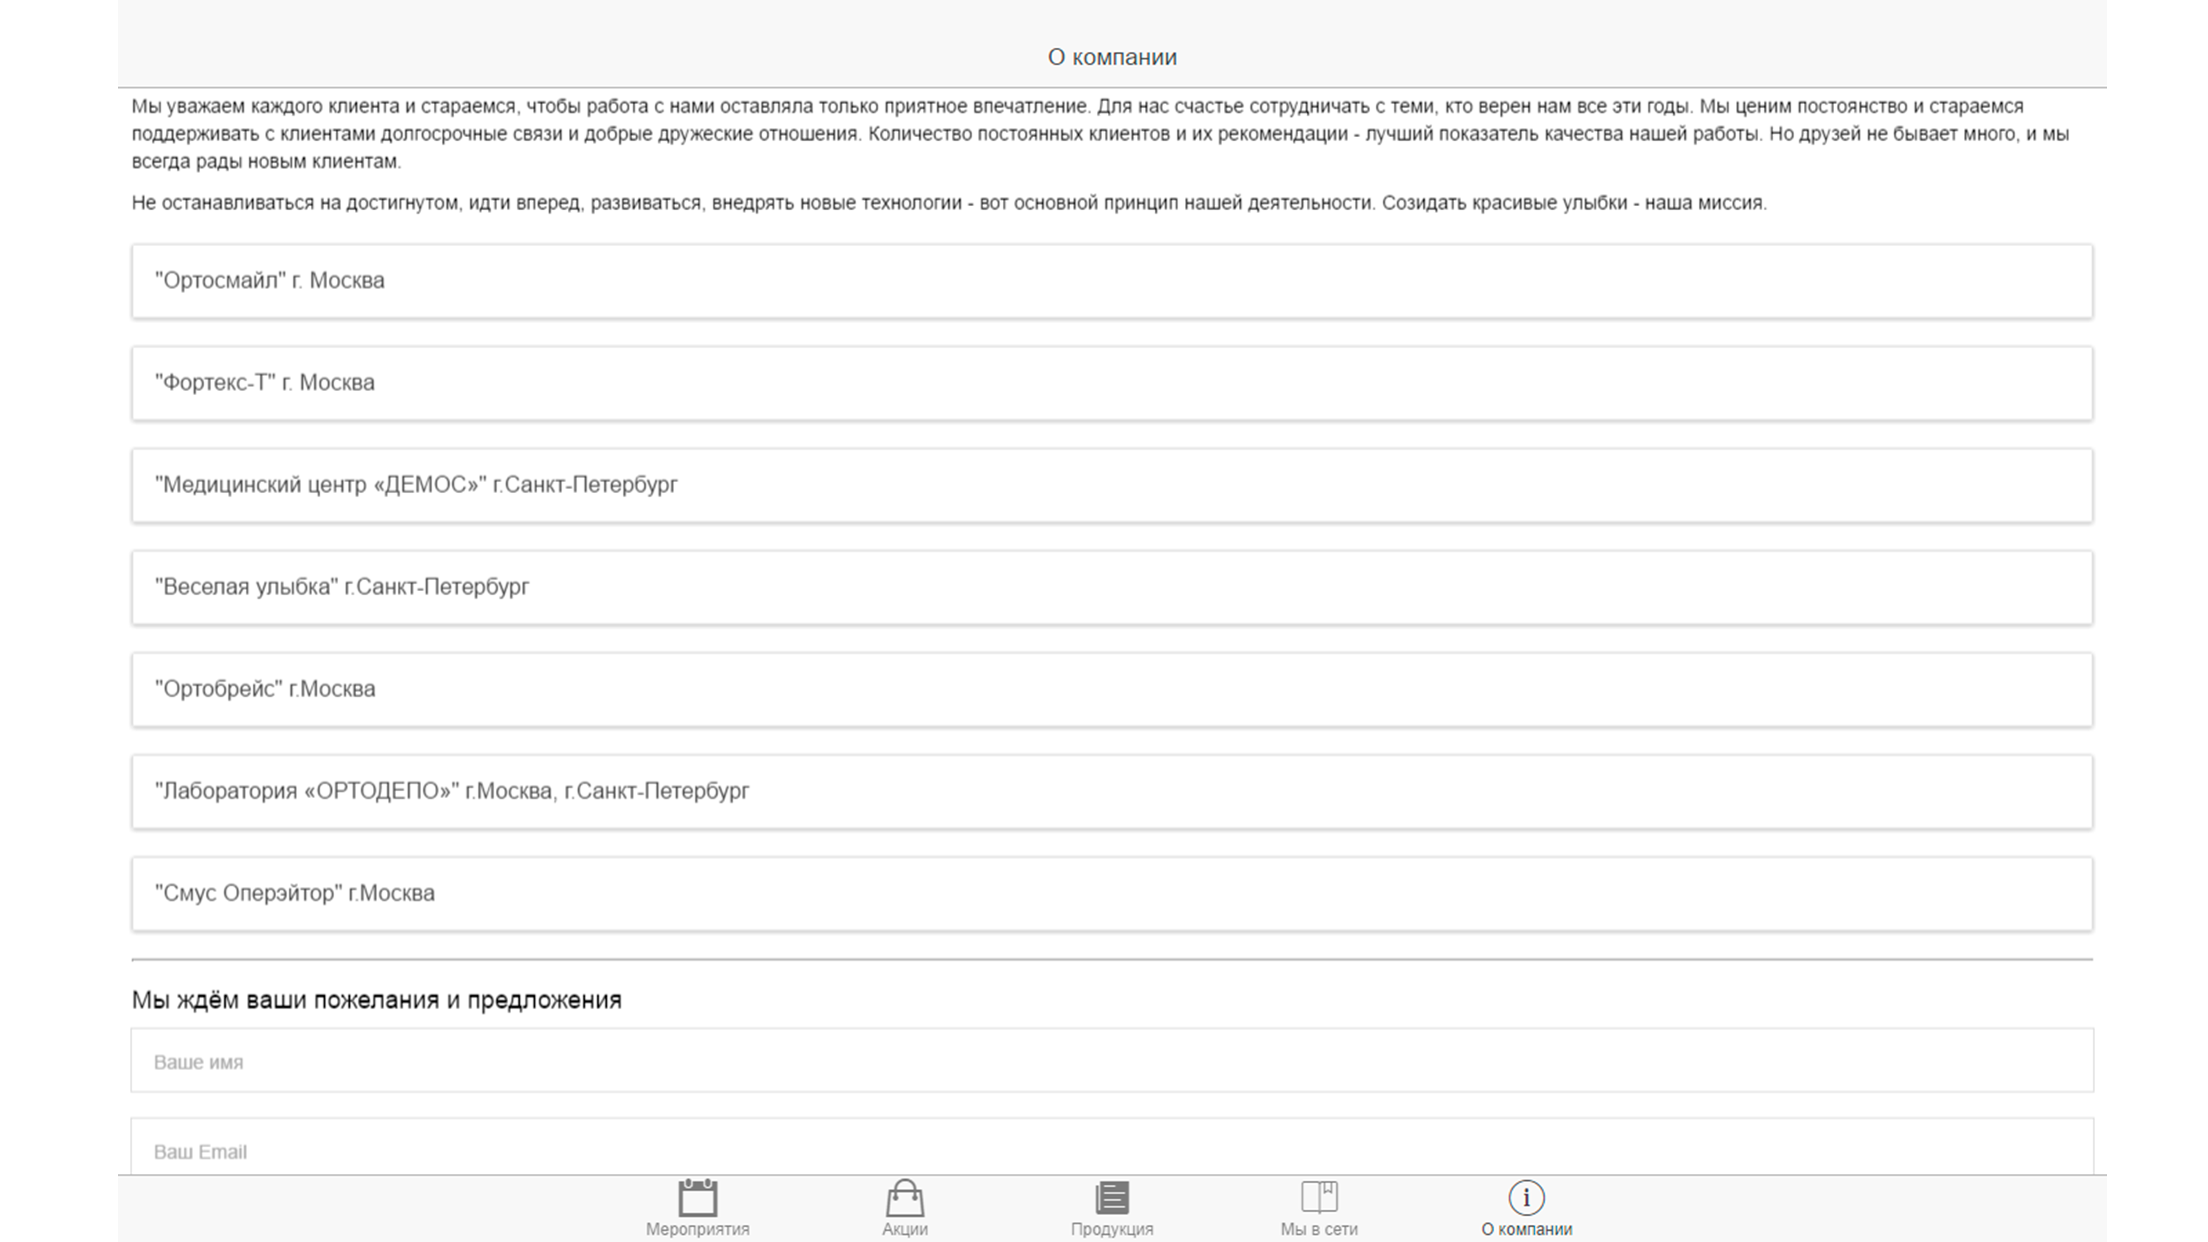 О компании
Мы уважаем каждого клиента и стараемся, чтобы работа с нами оставляла только приятное впечатление. Для нас счастье сотрудничать с теми, кто верен нам все эти годы. Мы ценим постоянство и стараемся
поддерживать с клиентами долгосрочные связи и добрые дружеские отношения. Количество постоянных клиентов и их рекомендации - лучший показатель качества нашей работы. Но друзей не бывает много, и мы
всегда рады новым клиентам.
Не останавливаться на достигнутом, идти вперед, развиваться, внедрять новые технологии - вот основной принцип нашей деятельности. Созидать красивые улыбки - наша миссия.
"Ортосмайл" г. Москва
"Фортекс-Т" г. Москва
"Медицинский центр «ДЕМОС»" г.Санкт-Петербург
"Веселая улыбка" г.Санкт-Петербург
"Ортобрейс" г.Москва
"Лаборатория «ОРТОДЕПО»" г.Москва, г.Санкт-Петербург
"Смус Оперэйтор" г.Москва
Мы ждём ваши пожелания и предложения
Ваше имя
Ваш Email
Мероприятия
Акции
Продукция
Мы в сети
О компании